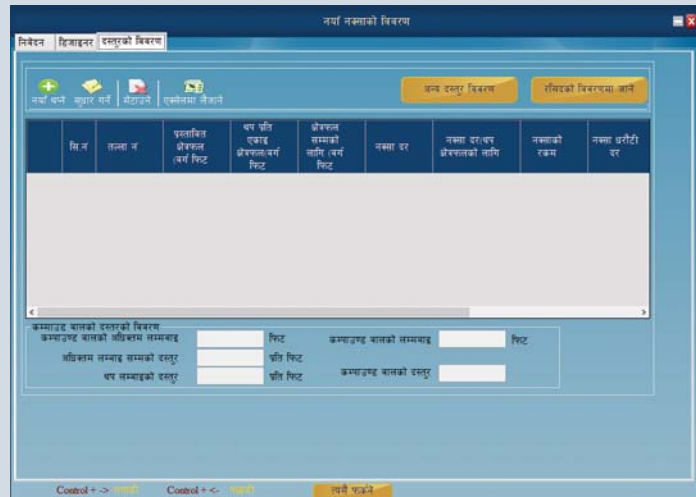 नयाँ नक्साको विवरण
निवेदन डिजाइनर दस्तुरको विवरण
नयाँ थप्ने सुधार गर्ने मेटाउने एक्सेलमा लैजाने अन्य दस्तुर विवरण रसिदको विवरणमा जाने
सि.नं तल्ला नं प्रस्तावित क्षेत्रफल (वर्ग फिट थप प्रति एकाइ क्षेत्रफल(वर्ग फिट क्षेत्रफल सम्मको लागि (वर्ग फिट नक्सा दर नक्सा दर(थप क्षेत्रफलको लागि नक्साको रकम नक्सा धरौटी दर
कम्पाउड वालको दस्तुरको विवरण
कम्पाउण्ड वालको अधिक्तम लम्बाइ फिट कम्पाउण्ड वालको लम्बाइ फिट
अधिक्तम लम्बाइ सम्मको दस्तुर प्रति फिट
थप लम्बाइको दस्तुर प्रति फिट कम्पाउण्ड वालको दस्तुर
Control + -> अगाडी Control + <- पछाडी त्यसै फर्कने